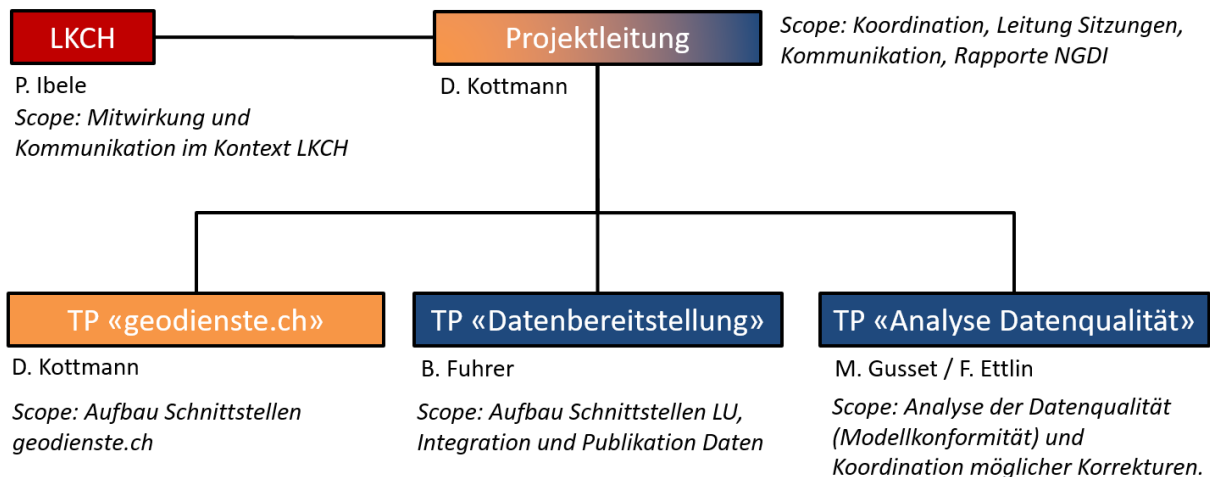 LKCH
P. Ibele
Scope: Mitwirkung und
Kommunikation im Kontext LKCH
Projektleitung
D. Kottmann
Scope: Koordination, Leitung Sitzungen,
Kommunikation, Rapporte NGDI
TP «geodienste.ch»
D. Kottmann
Scope: Aufbau Schnittstellen
geodienste.ch
TP «Datenbereitstellung»
B. Fuhrer
Scope: Aufbau Schnittstellen LU,
Integration und Publikation Daten
TP «Analyse Datenqualität»
M. Gusset / F. Ettlin
Scope: Analyse der Datenqualität
(Modellkonformität) und
Koordination möglicher Korrekturen.